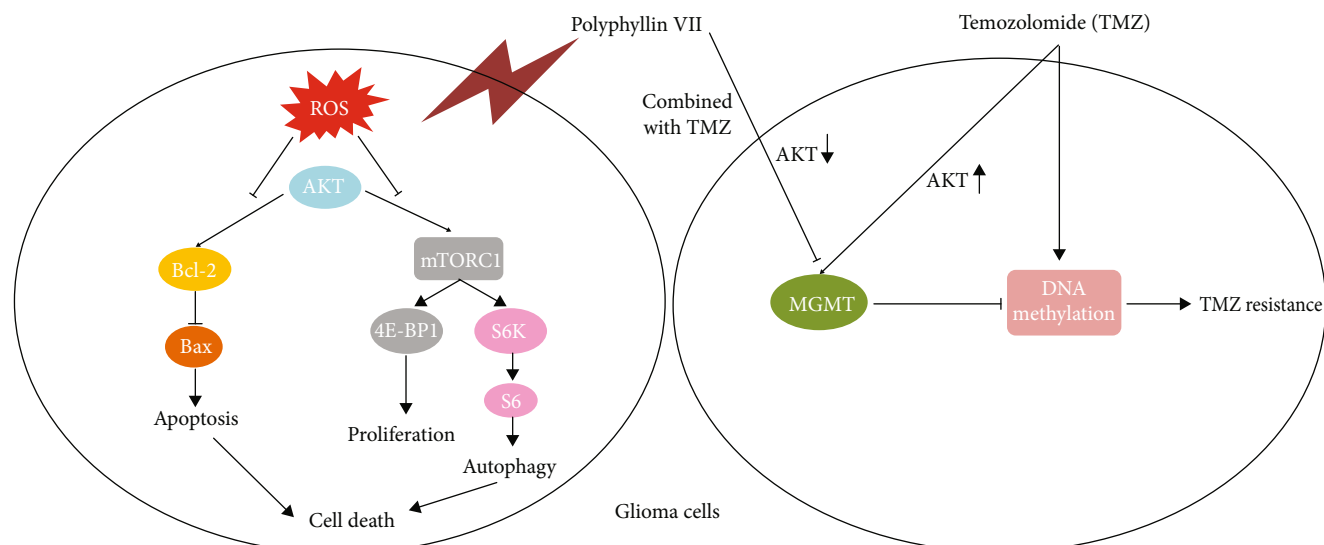 Polyphyllin VII
Temozolomide (TMZ)
ROS
Combined
with TMZ
AKT
AKT
AKT
Bcl-2
mTORC1
MGMT
DNA
methylation
TMZ resistance
Bax
4E-BP1
S6K
S6
Apoptosis
Proliferation
Autophagy
Cell death
Glioma cells